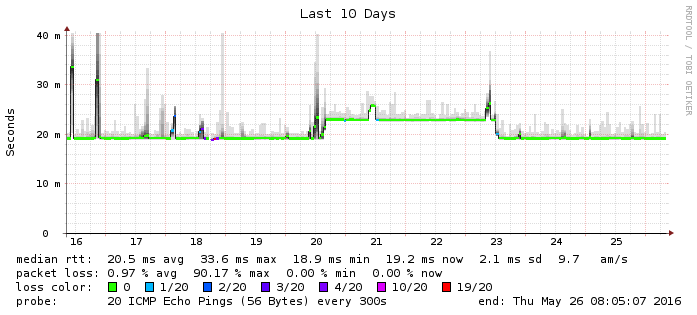 Last 10 Days
RRDTOOL / TOBI OETIKER
Seconds
40 m
30 m
20 m
10 m
0
16 17 18 19 20 21 22 23 24 25
median rtt: 20.5 ms avg 33.6 ms max 18.9 ms min 19.2 ms now 2.1 ms sd 9.7 am/s
packet loss: 0.97 % avg 90.17 % max 0.00 % min 0.00 % now
loss color: 0 1/20 2/20 3/20 4/20 10/20 19/20
probe: 20 ICMP Echo Pings (56 Bytes) every 300s end: Thu May 26 08:05:07 2016